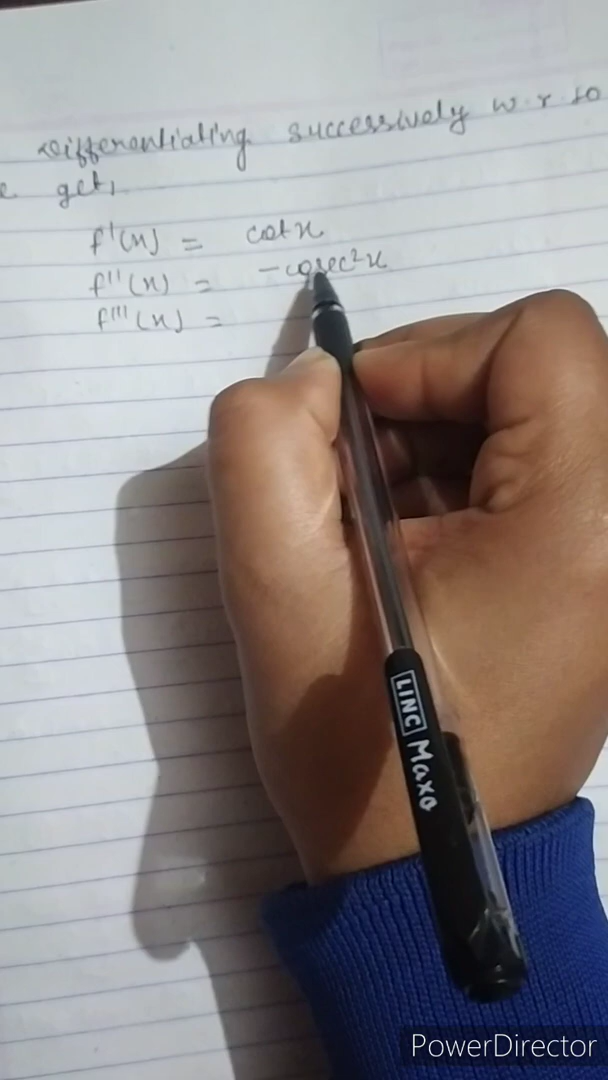 Differentiating successively w.r to
e get,
f'(x) = cot x
f''(x) = -cosec²x
f'''(x) =
LINC Maxo
PowerDirector